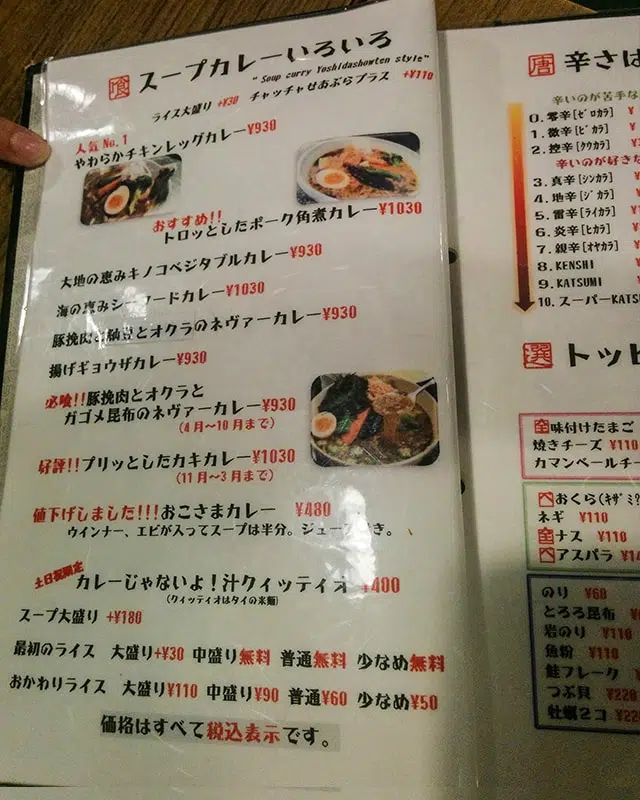 喰 スープカレーいろいろ
"Soup curry Yoshidashowten style"
ライス大盛り +¥30 チャッチャせあぶらプラス +¥110
人気No.1
やわらかチキンレッグカレー¥930
おすすめ!!
トロッとしたポーク角煮カレー¥1030
大地の恵みキノコベジタブルカレー¥930
海の恵みシーフードカレー¥1030
豚挽肉と納豆とオクラのネヴァーカレー¥930
揚げギョウザカレー¥930
必喰!!豚挽肉とオクラと
ガゴメ昆布のネヴァーカレー¥930
(4月〜10月まで)
好評!!プリッとしたカキカレー¥1030
(11月〜3月まで)
値下げしました!!!おこさまカレー ¥480
ウインナー、エビが入ってスープは半分。ジュース付き。
土日祝限定
カレーじゃないよ!汁クィッティオ ¥400
(クィッティオはタイの米麺)
スープ大盛り +¥180
最初のライス 大盛り+¥30 中盛り無料 普通無料 少なめ無料
おかわりライス 大盛り¥110 中盛り¥90 普通¥60 少なめ¥50
価格はすべて税込表示です。
唐 辛さは
辛いのが苦手な
0.零辛[ゼロカラ] ¥
1.微辛[ビカラ]
2.控辛[クウカラ]
辛いのが好きな
3.真辛[シンカラ]
4.地辛[ジカラ]
5.雷辛[ライカラ]
6.炎辛[ヒカラ]
7.親辛[オヤカラ]
8.KENSHI
9.KATSUMI
10.スーパーKATSU
選 トッピ
全味付けたまご
焼きチーズ ¥110
カマンベールチー
べおくら(キザミ?
ネギ ¥110
全ナス ¥110
べアスパラ ¥14
のり ¥60
とろろ昆布
岩のり ¥110
魚粉 ¥110
鮭フレーク
つぶ貝 ¥220
牡蠣2コ ¥22